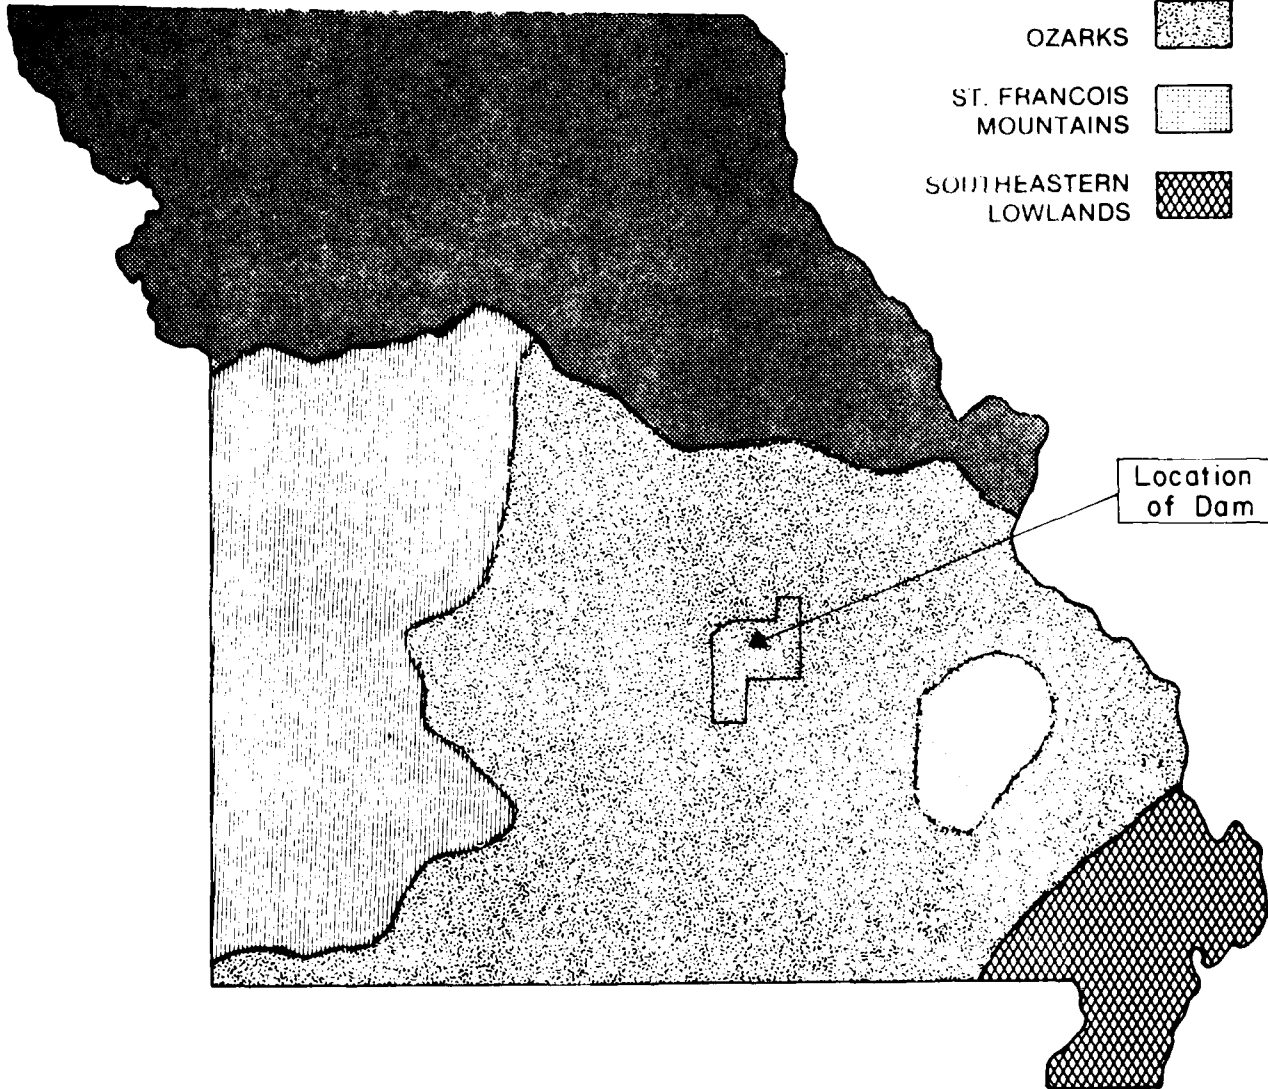 OZARKS
ST. FRANCOIS
MOUNTAINS
SOUTHEASTERN
LOWLANDS
Location
of Dam